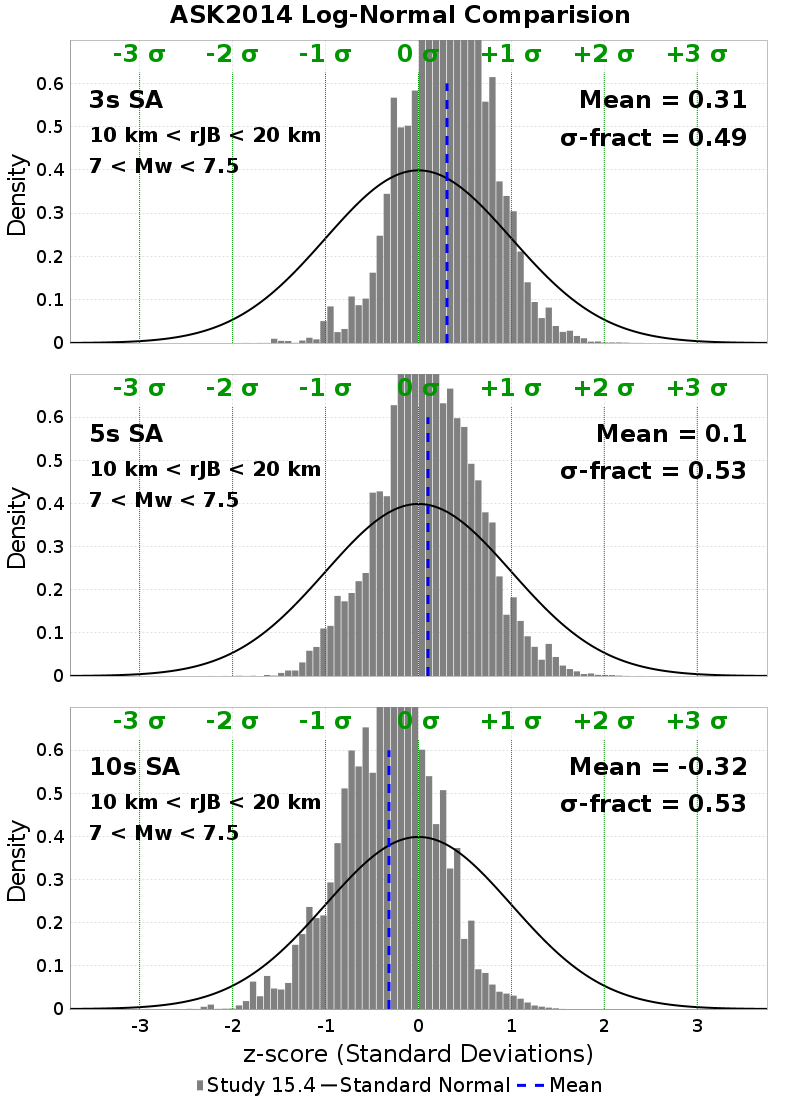 ASK2014 Log-Normal Comparision
-3 σ -2 σ -1 σ 0 σ +1 σ +2 σ +3 σ
0.6
3s SA Mean = 0.31
0.5
10 km < rJB < 20 km σ-fract = 0.49
0.4
7 < Mw < 7.5
Density
0.3
0.2
0.1
0
-3 σ -2 σ -1 σ 0 σ +1 σ +2 σ +3 σ
0.6
5s SA Mean = 0.1
0.5
10 km < rJB < 20 km σ-fract = 0.53
0.4
7 < Mw < 7.5
Density
0.3
0.2
0.1
0
-3 σ -2 σ -1 σ 0 σ +1 σ +2 σ +3 σ
0.6
10s SA Mean = -0.32
0.5
10 km < rJB < 20 km σ-fract = 0.53
0.4
7 < Mw < 7.5
Density
0.3
0.2
0.1
0
-3 -2 -1 0 1 2 3
z-score (Standard Deviations)
Study 15.4 Standard Normal Mean